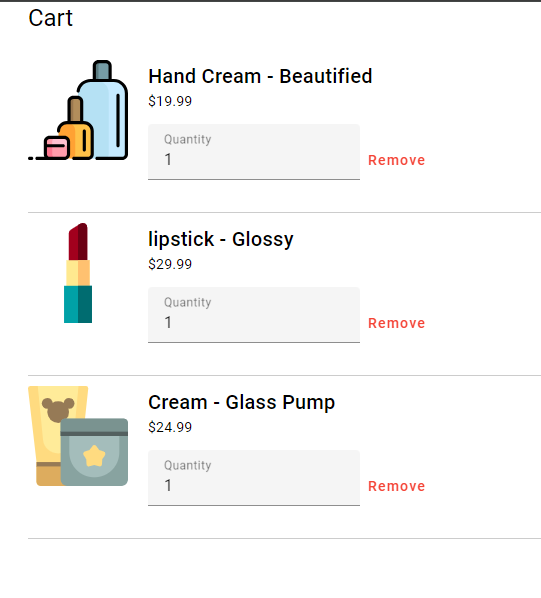 Cart
Hand Cream - Beautified
$19.99
Quantity
1
Remove
lipstick - Glossy
$29.99
Quantity
1
Remove
Cream - Glass Pump
$24.99
Quantity
1
Remove